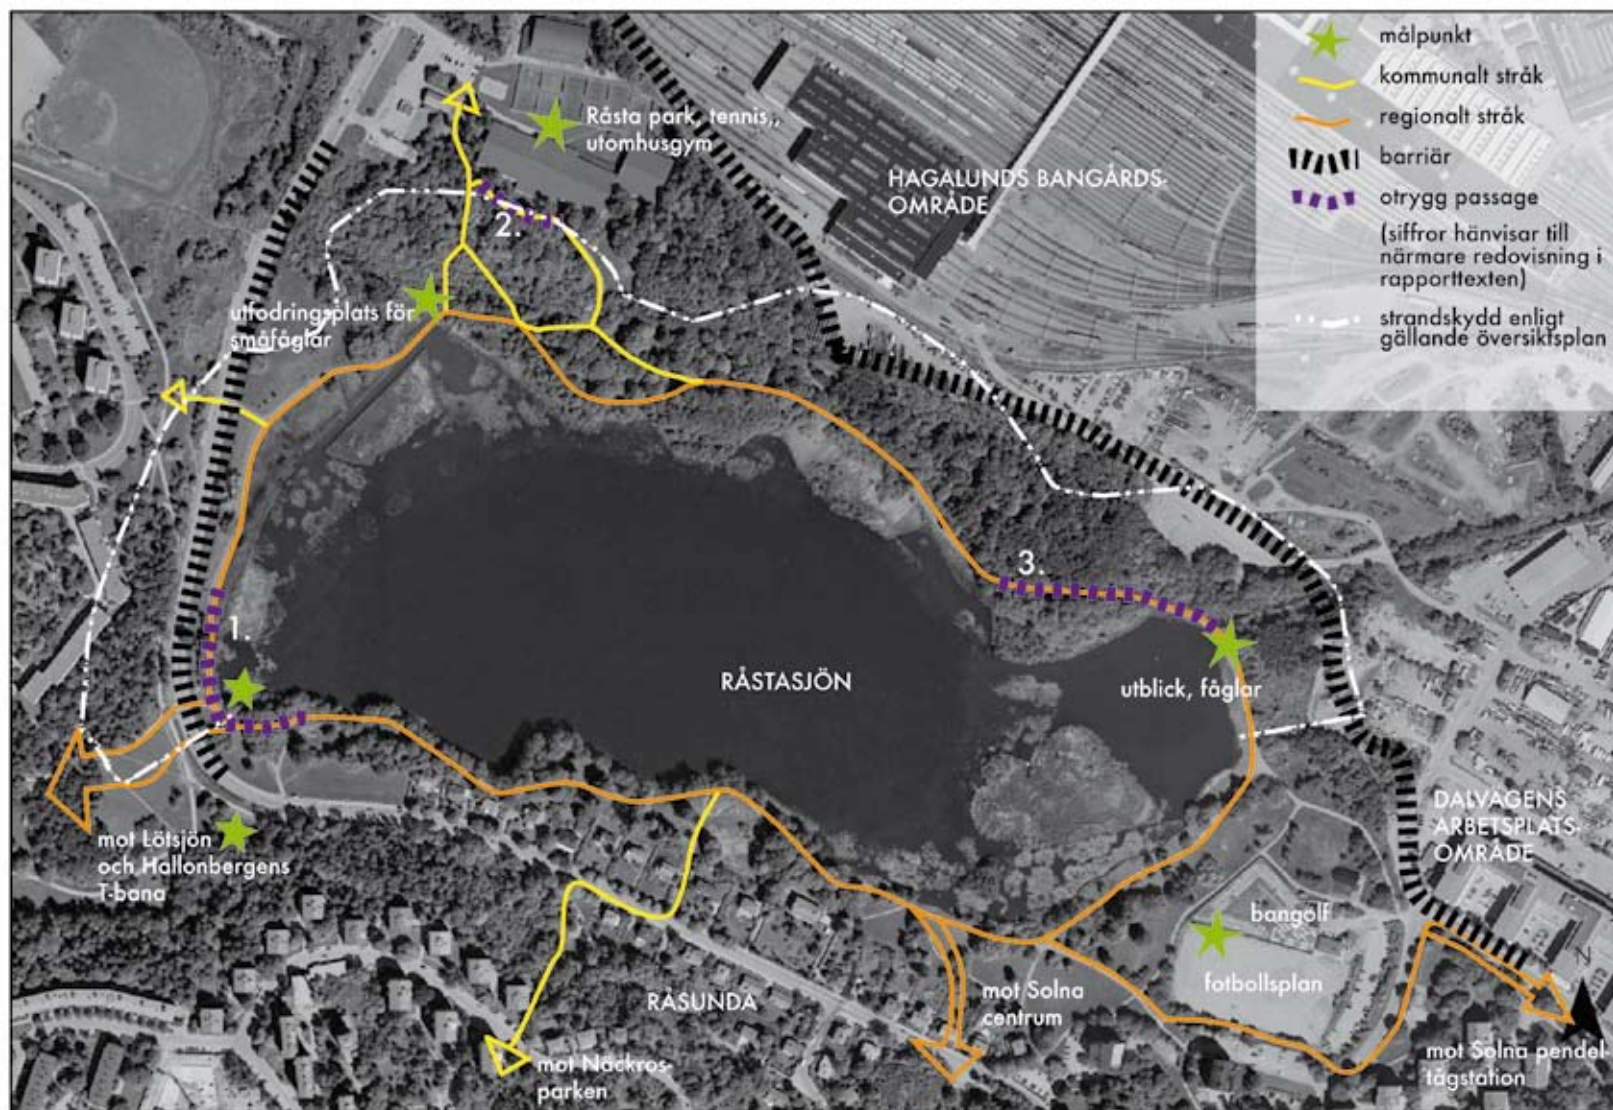 målpunkt
kommunalt stråk
regionalt stråk
barriär
otrygg passage
(siffror hänvisar till
närmare redovisning i
rapporttexten)
strandskydd enligt
gällande översiktsplan
Råsta park, tennis,,
utomhusgym
HAGALUNDS BANGÅRDS-
OMRÅDE
2.
utfodringsplats för
småfåglar
3.
1.
RÅSTASJÖN
utblick, fåglar
DALVÄGENS
ARBETSPLATS-
OMRÅDE
mot Lötsjön
och Hallonbergens
T-bana
bangolf
fotbollsplan
N
RÅSUNDA
mot Solna
centrum
mot Näckros-
parken
mot Solna pendel-
tågstation